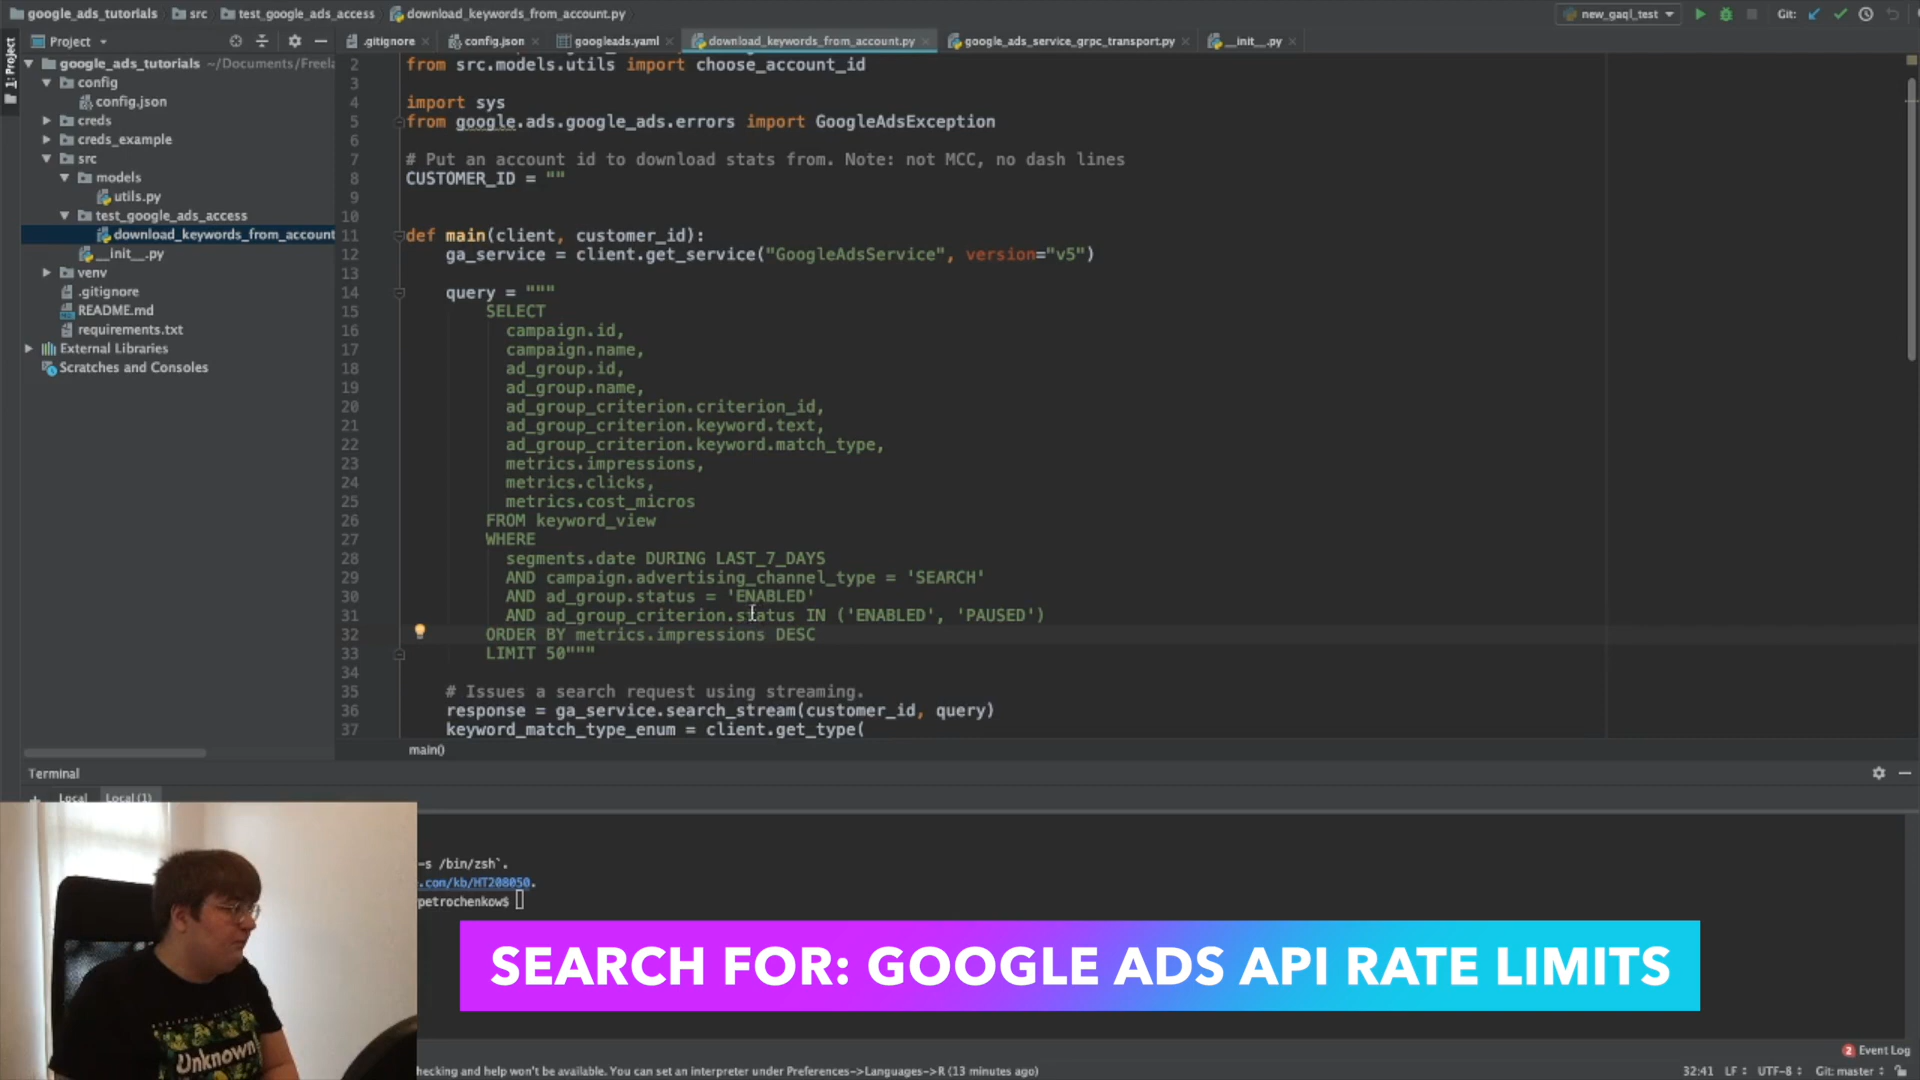 google_ads_tutorials src test_google_ads_access download_keywords_from_account.py
new_gaql_test Git:
1: Project
Project
.gitignore config.json googleads.yaml download_keywords_from_account.py google_ads_service_grpc_transport.py __init__.py
google_ads_tutorials ~/Documents/Freela
config
config.json
creds
creds_example
src
models
utils.py
test_google_ads_access
download_keywords_from_account
__init__.py
venv
.gitignore
README.md
requirements.txt
External Libraries
Scratches and Consoles
2 from src.models.utils import choose_account_id
3
4 import sys
5 from google.ads.google_ads.errors import GoogleAdsException
6
7 # Put an account id to download stats from. Note: not MCC, no dash lines
8 CUSTOMER_ID = ""
9
10
11 def main(client, customer_id):
12 ga_service = client.get_service("GoogleAdsService", version="v5")
13
14 query = """
15 SELECT
16 campaign.id,
17 campaign.name,
18 ad_group.id,
19 ad_group.name,
20 ad_group_criterion.criterion_id,
21 ad_group_criterion.keyword.text,
22 ad_group_criterion.keyword.match_type,
23 metrics.impressions,
24 metrics.clicks,
25 metrics.cost_micros
26 FROM keyword_view
27 WHERE
28 segments.date DURING LAST_7_DAYS
29 AND campaign.advertising_channel_type = 'SEARCH'
30 AND ad_group.status = 'ENABLED'
31 AND ad_group_criterion.status IN ('ENABLED', 'PAUSED')
32 ORDER BY metrics.impressions DESC
33 LIMIT 50"""
34
35 # Issues a search request using streaming.
36 response = ga_service.search_stream(customer_id, query)
37 keyword_match_type_enum = client.get_type(
main()
Terminal
Local Local (1)
-s /bin/zsh`.
.com/kb/HT208050.
petrochenkow$
SEARCH FOR: GOOGLE ADS API RATE LIMITS
Unknown
2 Event Log
hecking and help won't be available. You can set an interpreter under Preferences->Languages->R (13 minutes ago)
32:41 LF UTF-8 Git: master